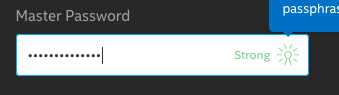 passphras
Master Password
•••••••••••••• Strong